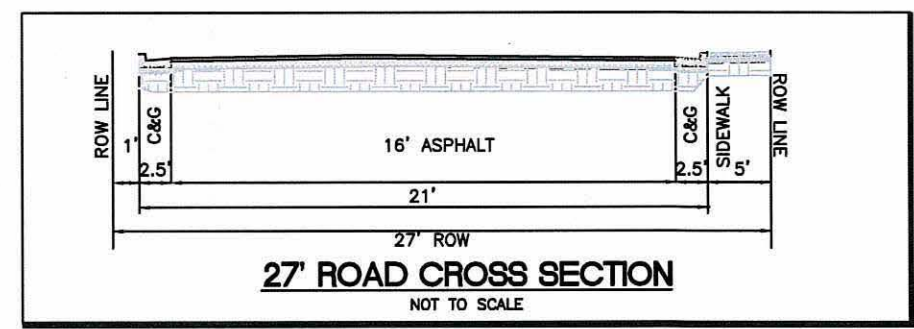 ROW LINE
1'
C&G
2.5'
16' ASPHALT
C&G
2.5'
SIDEWALK
5'
ROW LINE
21'
27' ROW
27' ROAD CROSS SECTION
NOT TO SCALE